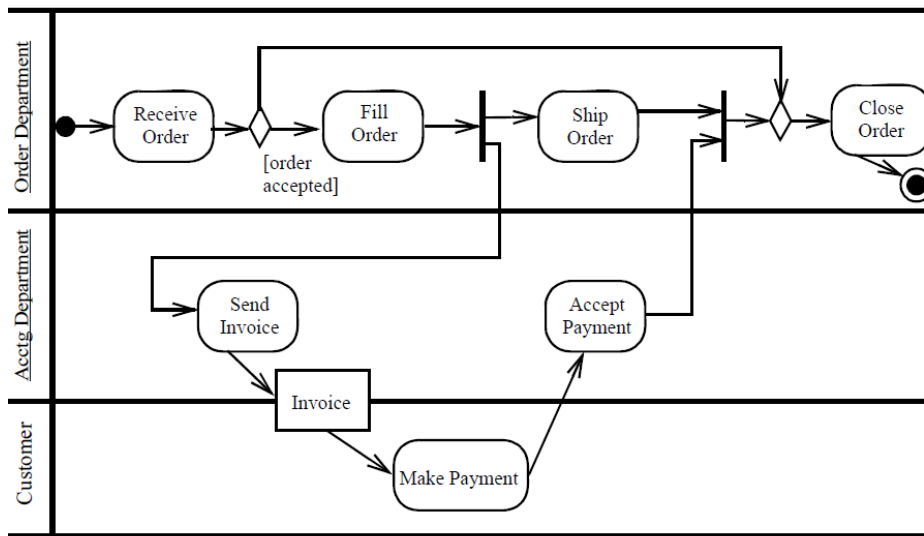 Order Department
Receive
Order
Fill
Order
Ship
Order
Close
Order
[order
accepted]
Acctg Department
Send
Invoice
Accept
Payment
Invoice
Customer
Make Payment